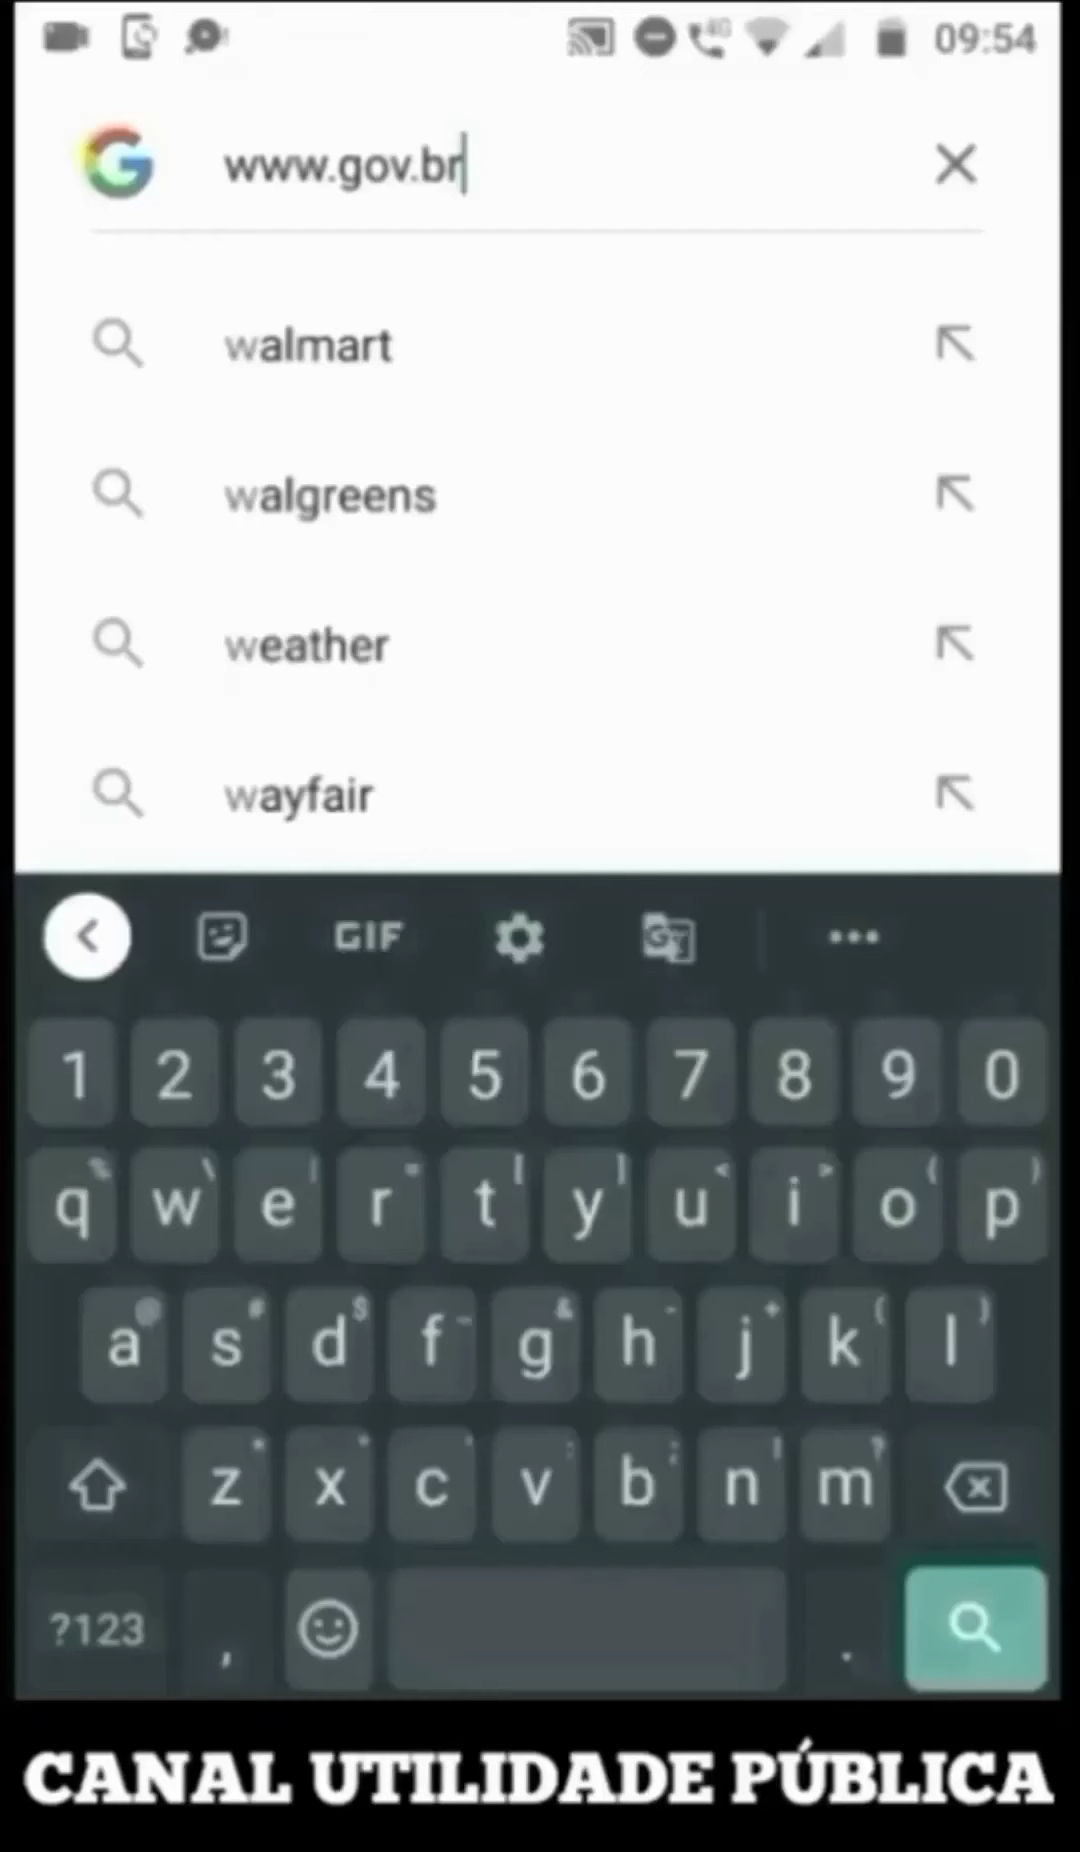 09:54
www.gov.br
walmart
walgreens
weather
wayfair
GIF
1 2 3 4 5 6 7 8 9 0
q w e r t y u i o p
a s d f g h j k l
z x c v b n m
?123 , .
CANAL UTILIDADE PÚBLICA